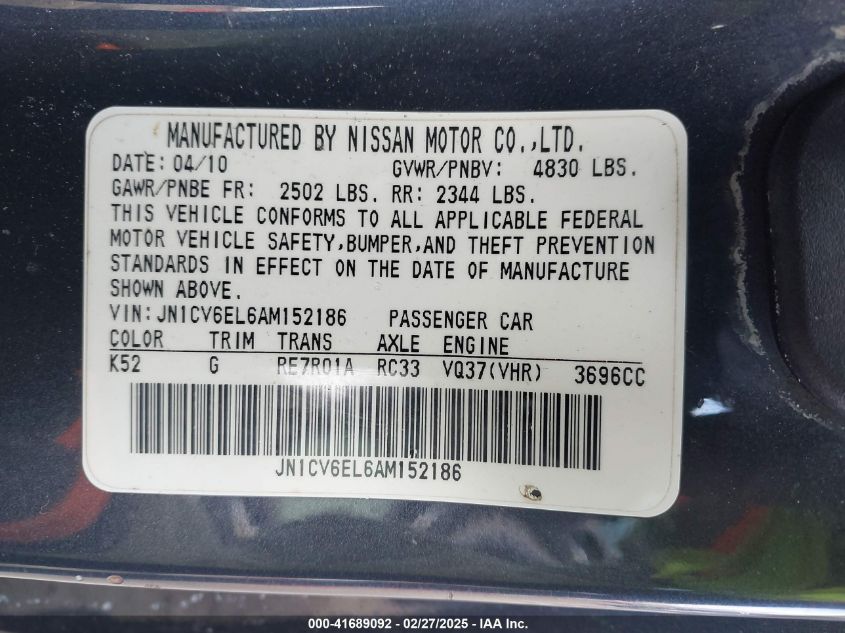 MANUFACTURED BY NISSAN MOTOR CO.,LTD.
DATE: 04/10 GVWR/PNBV: 4830 LBS.
GAWR/PNBE FR: 2502 LBS. RR: 2344 LBS.
THIS VEHICLE CONFORMS TO ALL APPLICABLE FEDERAL
MOTOR VEHICLE SAFETY,BUMPER,AND THEFT PREVENTION
STANDARDS IN EFFECT ON THE DATE OF MANUFACTURE
SHOWN ABOVE.
VIN:JN1CV6EL6AM152186 PASSENGER CAR
COLOR TRIM TRANS AXLE ENGINE
K52 G RE7R01A RC33 VQ37(VHR) 3696CC
JN1CV6EL6AM152186
000-41689092 - 02/27/2025 - IAA Inc.